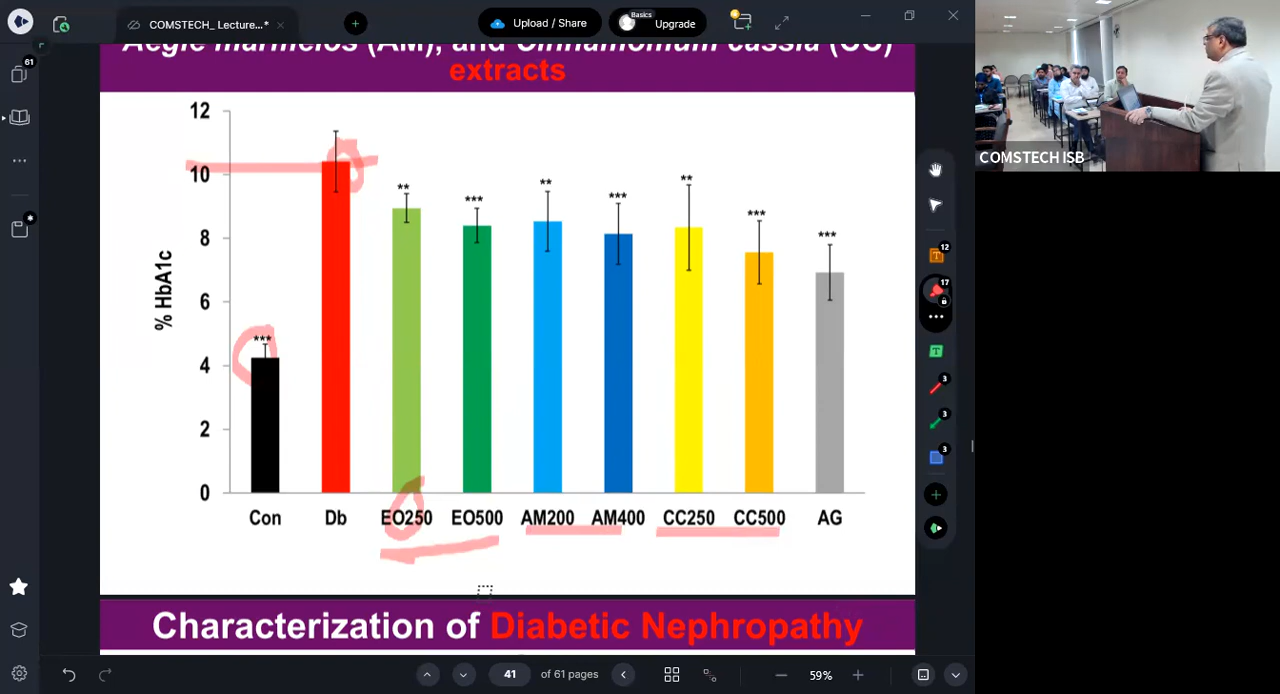 COMSTECH_ Lecture...*
Upload / Share
Basics
Upgrade
61
Aegle marmelos (AM), and Cinnamomum cassia (CC)
extracts
COMSTECH ISB
% HbA1c
12
10
8
6
4
2
0
***
**
***
**
***
**
***
***
Con Db EO250 EO500 AM200 AM400 CC250 CC500 AG
12
17
3
3
3
Characterization of Diabetic Nephropathy
41 of 61 pages
59%